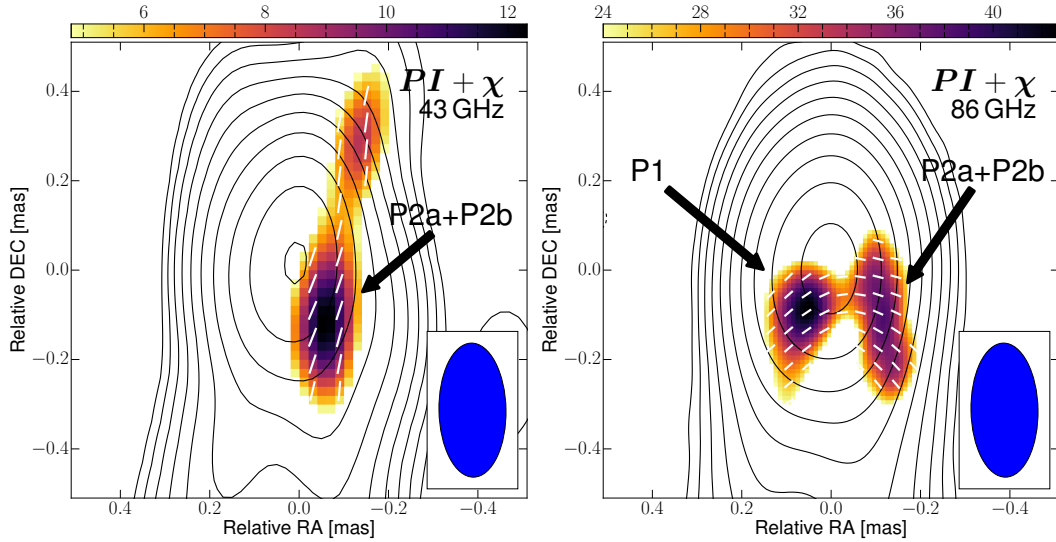 6 8 10 12
PI + χ
43 GHz
P2a+P2b
0.4
0.2
0.0
−0.2
−0.4
Relative DEC [mas]
0.4 0.2 0.0 −0.2 −0.4
Relative RA [mas]
24 28 32 36 40
PI + χ
86 GHz
P1
P2a+P2b
0.4
0.2
0.0
−0.2
−0.4
Relative DEC [mas]
0.4 0.2 0.0 −0.2 −0.4
Relative RA [mas]